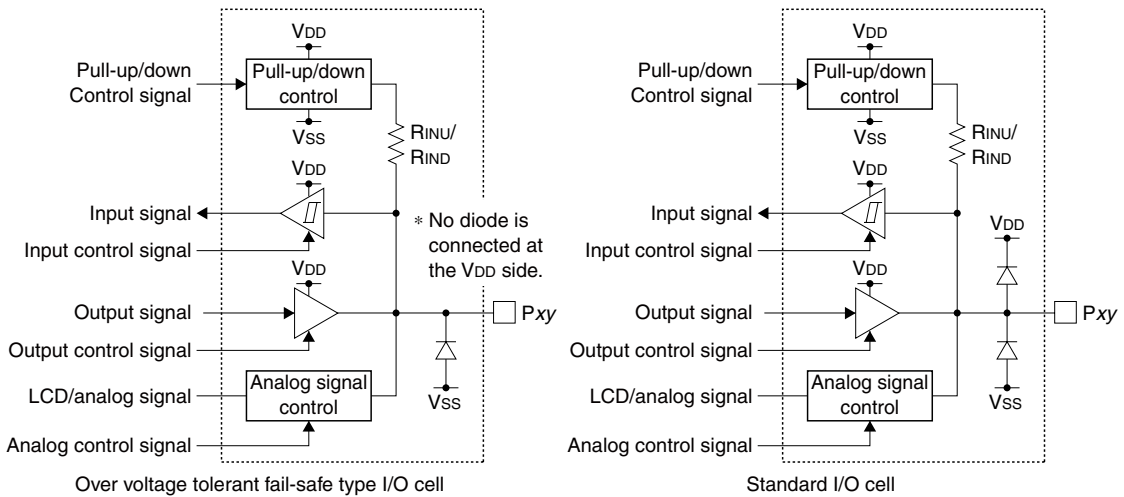 VDD
Pull-up/down
Control signal
Pull-up/down
control
VSS
RINU/
RIND
VDD
Input signal
Input control signal
* No diode is
connected at
the VDD side.
VDD
Output signal
Output control signal
Pxy
LCD/analog signal
Analog signal
control
VSS
Analog control signal
Over voltage tolerant fail-safe type I/O cell
VDD
Pull-up/down
Control signal
Pull-up/down
control
VSS
RINU/
RIND
VDD
Input signal
Input control signal
VDD
VDD
Output signal
Output control signal
Pxy
LCD/analog signal
Analog signal
control
VSS
Analog control signal
Standard I/O cell